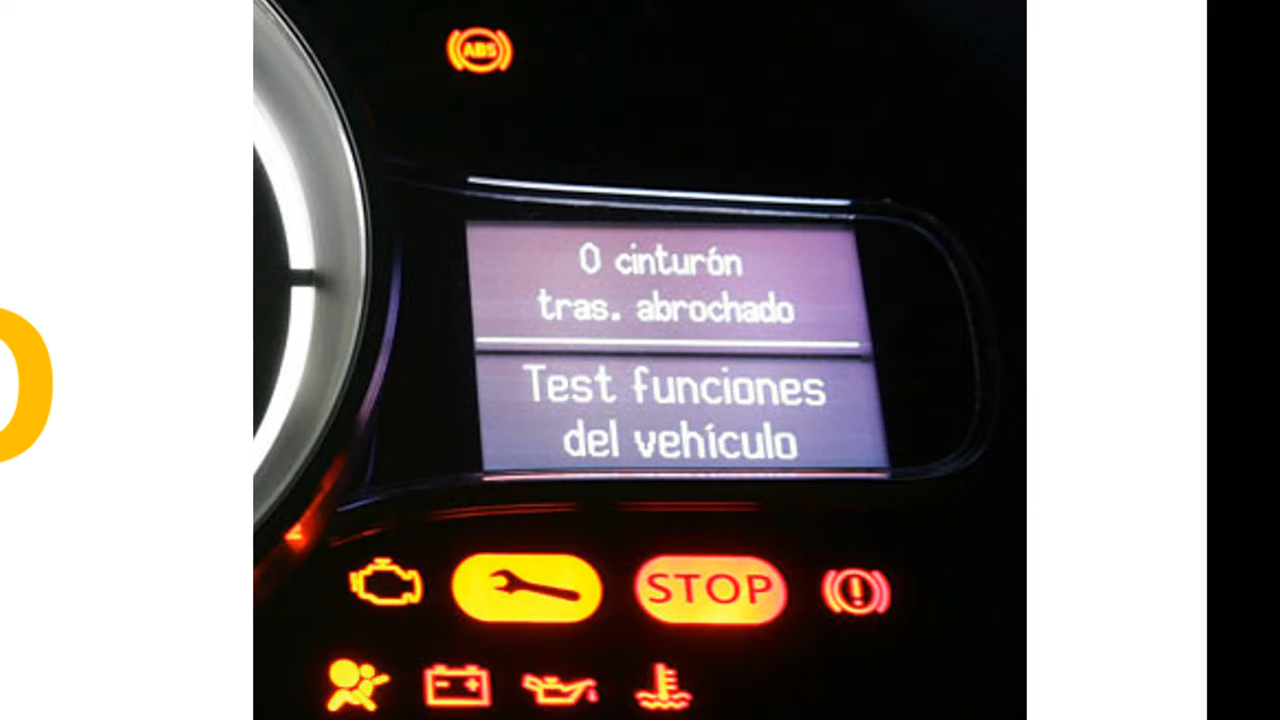 ABS
0 cinturón
tras. abrochado
Test funciones
del vehículo
STOP